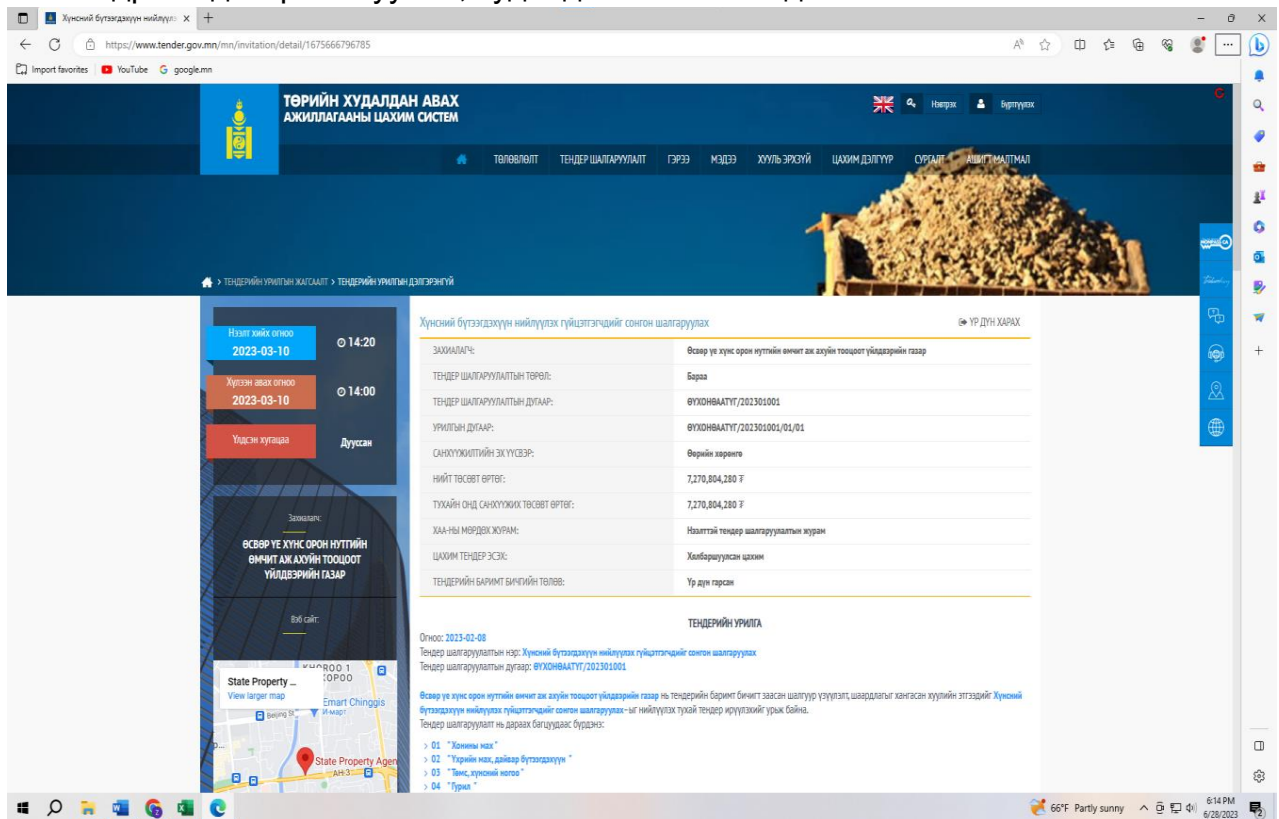 Хүнсний бүтээгдэхүүн нийлүүл
https://www.tender.gov.mn/mn/invitation/detail/1675666796785
Import favorites YouTube google.mn
ТӨРИЙН ХУДАЛДАН АВАХ
АЖИЛЛАГААНЫ ЦАХИМ СИСТЕМ
Нэвтрэх Бүртгүүлэх
ТӨЛӨВЛӨЛТ ТЕНДЕР ШАЛГАРУУЛАЛТ ГЭРЭЭ МЭДЭЭ ХУУЛЬ ЭРХЗҮЙ ЦАХИМ ДЭЛГҮҮР СУРГАЛТ АШИГТ МАЛТМАЛ
> ТЕНДЕРИЙН УРИЛГЫН ЖАГСААЛТ > ТЕНДЕРИЙН УРИЛГЫН ДЭЛГЭРЭНГҮЙ
Нээлт хийх огноо
2023-03-10 14:20
Хүлээн авах огноо
2023-03-10 14:00
Үлдсэн хугацаа Дууссан
Захиалагч:
ӨСВӨР ҮЕ ХҮНС ОРОН НУТГИЙН
ӨМЧИТ АЖ АХУЙН ТООЦООТ
ҮЙЛДВЭРИЙН ГАЗАР
Вэб сайт:
State Property ...
View larger map
KHOROO 1
ХОРОО 0
Emart Chinggis
И-март
Beijing St
State Property Agen
AH-3
Хүнсний бүтээгдэхүүн нийлүүлэх гүйцэтгэгчдийг сонгон шалгаруулах ҮР ДҮН ХАРАХ
ЗАХИАЛАГЧ: Өсвөр үе хүнс орон нутгийн өмчит аж ахуйн тооцоот үйлдвэрийн газар
ТЕНДЕР ШАЛГАРУУЛАЛТЫН ТӨРӨЛ: Бараа
ТЕНДЕР ШАЛГАРУУЛАЛТЫН ДУГААР: ӨҮХОНӨААТҮГ/202301001
УРИЛГЫН ДУГААР: ӨҮХОНӨААТҮГ/202301001/01/01
САНХҮҮЖИЛТИЙН ЭХ ҮҮСВЭР: Өөрийн хөрөнгө
НИЙТ ТӨСӨВТ ӨРТӨГ: 7,270,804,280 ₮
ТУХАЙН ОНД САНХҮҮЖИХ ТӨСӨВТ ӨРТӨГ: 7,270,804,280 ₮
ХАА-НЫ МӨРДӨХ ЖУРАМ: Нээлттэй тендер шалгаруулалтын журам
ЦАХИМ ТЕНДЕР ЭСЭХ: Хялбаршуулсан цахим
ТЕНДЕРИЙН БАРИМТ БИЧГИЙН ТӨЛӨВ: Үр дүн гарсан
ТЕНДЕРИЙН УРИЛГА
Огноо: 2023-02-08
Тендер шалгаруулалтын нэр: Хүнсний бүтээгдэхүүн нийлүүлэх гүйцэтгэгчдийг сонгон шалгаруулах
Тендер шалгаруулалтын дугаар: ӨҮХОНӨААТҮГ/202301001
Өсвөр үе хүнс орон нутгийн өмчит аж ахуйн тооцоот үйлдвэрийн газар нь тендерийн баримт бичигт заасан шалгуур үзүүлэлт, шаардлагыг хангасан хуулийн этгээдийг Хүнсний
бүтээгдэхүүн нийлүүлэх гүйцэтгэгчдийг сонгон шалгаруулах-ыг нийлүүлэх тухай тендер ирүүлэхийг урьж байна.
Тендер шалгаруулалт нь дараах багцуудаас бүрдэнэ:
> 01 "Хонины мах"
> 02 "Үхрийн мах, дайвар бүтээгдэхүүн "
> 03 "Төмс, хүнсний ногоо"
> 04 "Гурил "
66°F Partly sunny 6:14 PM
6/28/2023